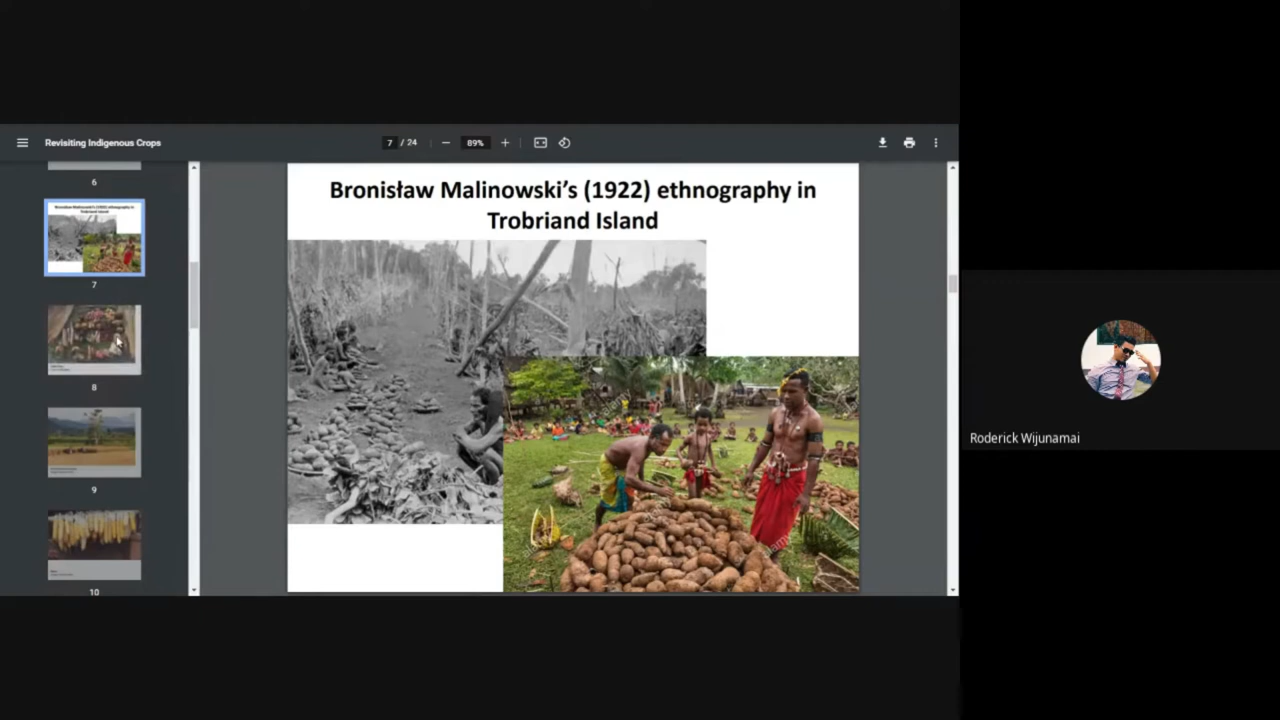 Revisiting Indigenous Crops
7 / 24
89%
6
Bronisław Malinowski’s (1922) ethnography in
Trobriand Island
7
8
9
10
Roderick Wijunamai